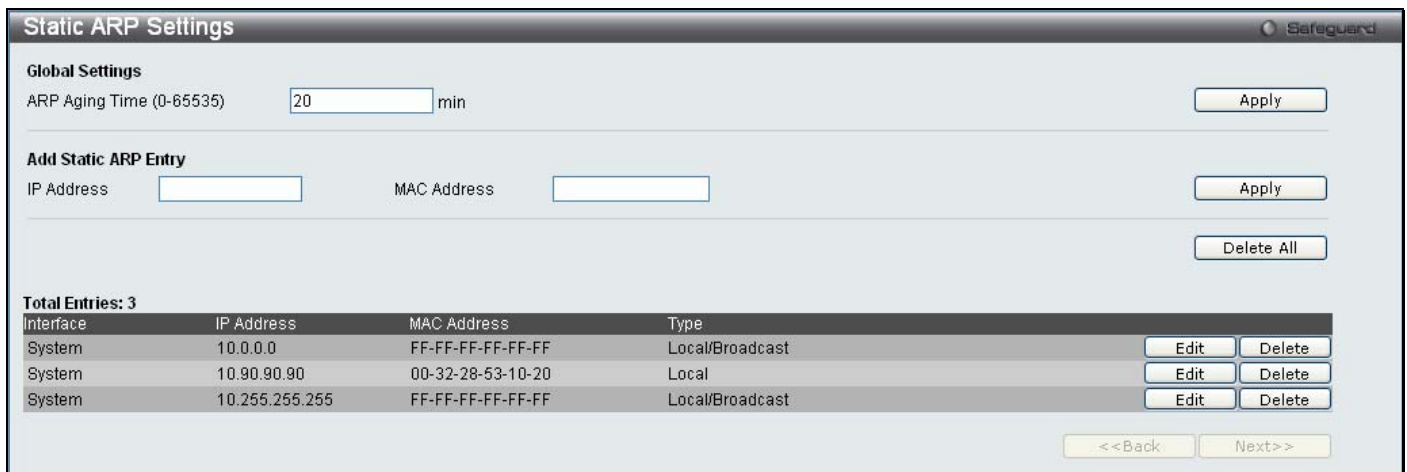 Static ARP Settings Safeguard
Global Settings
ARP Aging Time (0-65535) 20 min Apply
Add Static ARP Entry
IP Address MAC Address Apply
Delete All
Total Entries: 3
Interface IP Address MAC Address Type
System 10.0.0.0 FF-FF-FF-FF-FF-FF Local/Broadcast Edit Delete
System 10.90.90.90 00-32-28-53-10-20 Local Edit Delete
System 10.255.255.255 FF-FF-FF-FF-FF-FF Local/Broadcast Edit Delete
<<Back Next>>